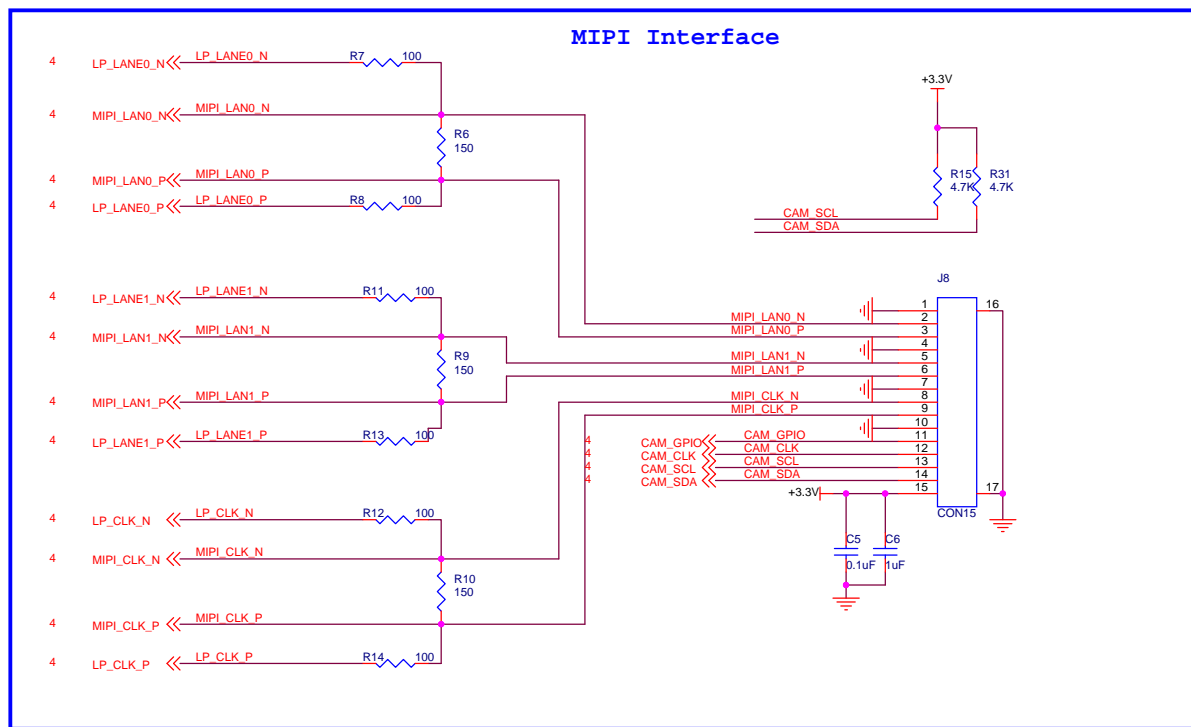 MIPI Interface
4 LP_LANE0_N LP_LANE0_N R7 100
+3.3V
4 MIPI_LAN0_N MIPI_LAN0_N
R6
150
4 MIPI_LAN0_P MIPI_LAN0_P
R15 R31
4.7K 4.7K
4 LP_LANE0_P LP_LANE0_P R8 100
CAM_SCL
CAM_SDA
J8
4 LP_LANE1_N LP_LANE1_N R11 100
1 16
MIPI_LAN0_N 2
MIPI_LAN0_P 3
4 MIPI_LAN1_N MIPI_LAN1_N
4
R9
150
MIPI_LAN1_N 5
MIPI_LAN1_P 6
7
4 MIPI_LAN1_P MIPI_LAN1_P
MIPI_CLK_N 8
MIPI_CLK_P 9
10
4 LP_LANE1_P LP_LANE1_P R13 100
4 CAM_GPIO CAM_GPIO 11
4 CAM_CLK CAM_CLK 12
4 CAM_SCL CAM_SCL 13
4 CAM_SDA CAM_SDA 14
+3.3V 15 17
CON15
4 LP_CLK_N LP_CLK_N R12 100
C5 C6
0.1uF 1uF
4 MIPI_CLK_N MIPI_CLK_N
R10
150
4 MIPI_CLK_P MIPI_CLK_P
4 LP_CLK_P LP_CLK_P R14 100